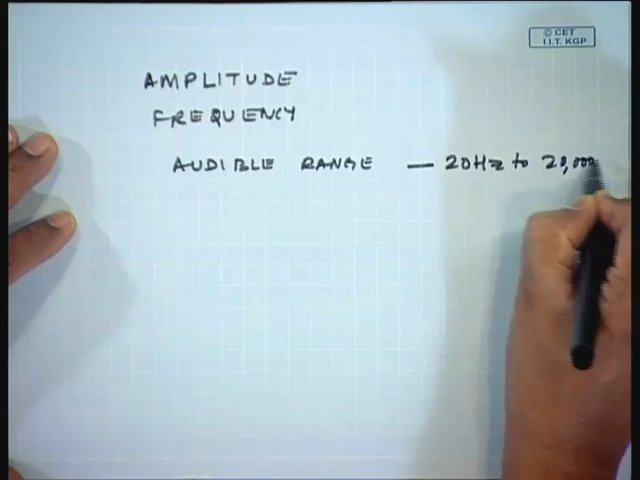 © CET
I.I.T. KGP
AMPLITUDE
FREQUENCY
AUDIBLE RANGE — 20Hz to 20,000